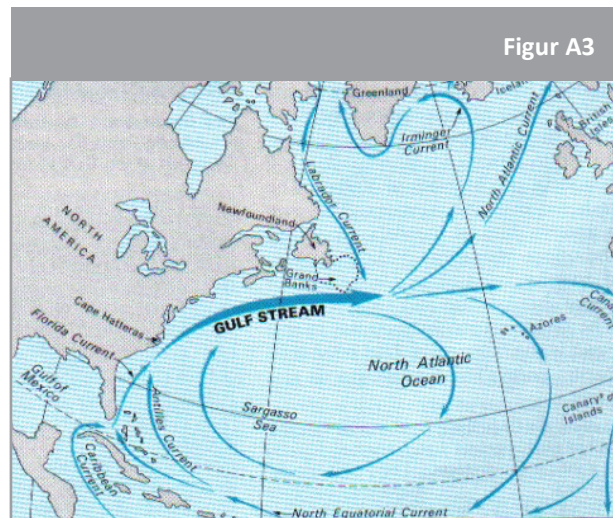 Figur A3
Greenland
Iceland
British
Irminger
Current
North Atlantic Current
Labrador Current
Newfoundland
NORTH
AMERICA
Grand
Banks
Cape Hatteras
GULF STREAM
Florida Current
Azores
Current
Gulf of
Mexico
North Atlantic
Ocean
Antilles Current
Sargasso
Sea
Canary
Islands
Caribbean
Current
North Equatorial Current